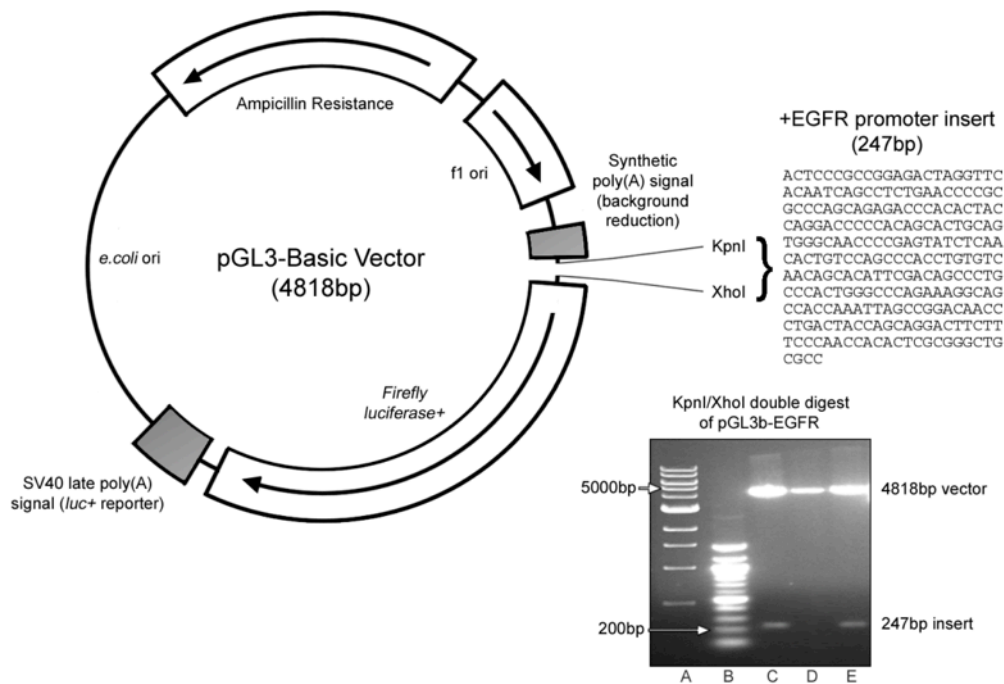 Ampicillin Resistance
f1 ori
Synthetic
poly(A) signal
(background
reduction)
e.coli ori
pGL3-Basic Vector
(4818bp)
KpnI
XhoI
Firefly
luciferase+
SV40 late poly(A)
signal (luc+ reporter)
+EGFR promoter insert
(247bp)
ACTCCCGCCGGAGACTAGGTTC
ACAATCAGCCTCTGAACCCCGC
GCCCAGCAGAGACCCACACTAC
CAGGACCCCCACAGCACTGCAG
TGGGCAACCCCGAGTATCTCAA
CACTGTCCAGCCCACCTGTGTC
AACAGCACATTCGACAGCCCTG
CCCACTGGGCCCAGAAAGGCAG
CCACCAAATTAGCCGGACAACC
CTGACTACCAGCAGGACTTCTT
TCCCAACCACACTCGCGGGCTG
CGCC
KpnI/XhoI double digest
of pGL3b-EGFR
5000bp
4818bp vector
200bp
247bp insert
A B C D E